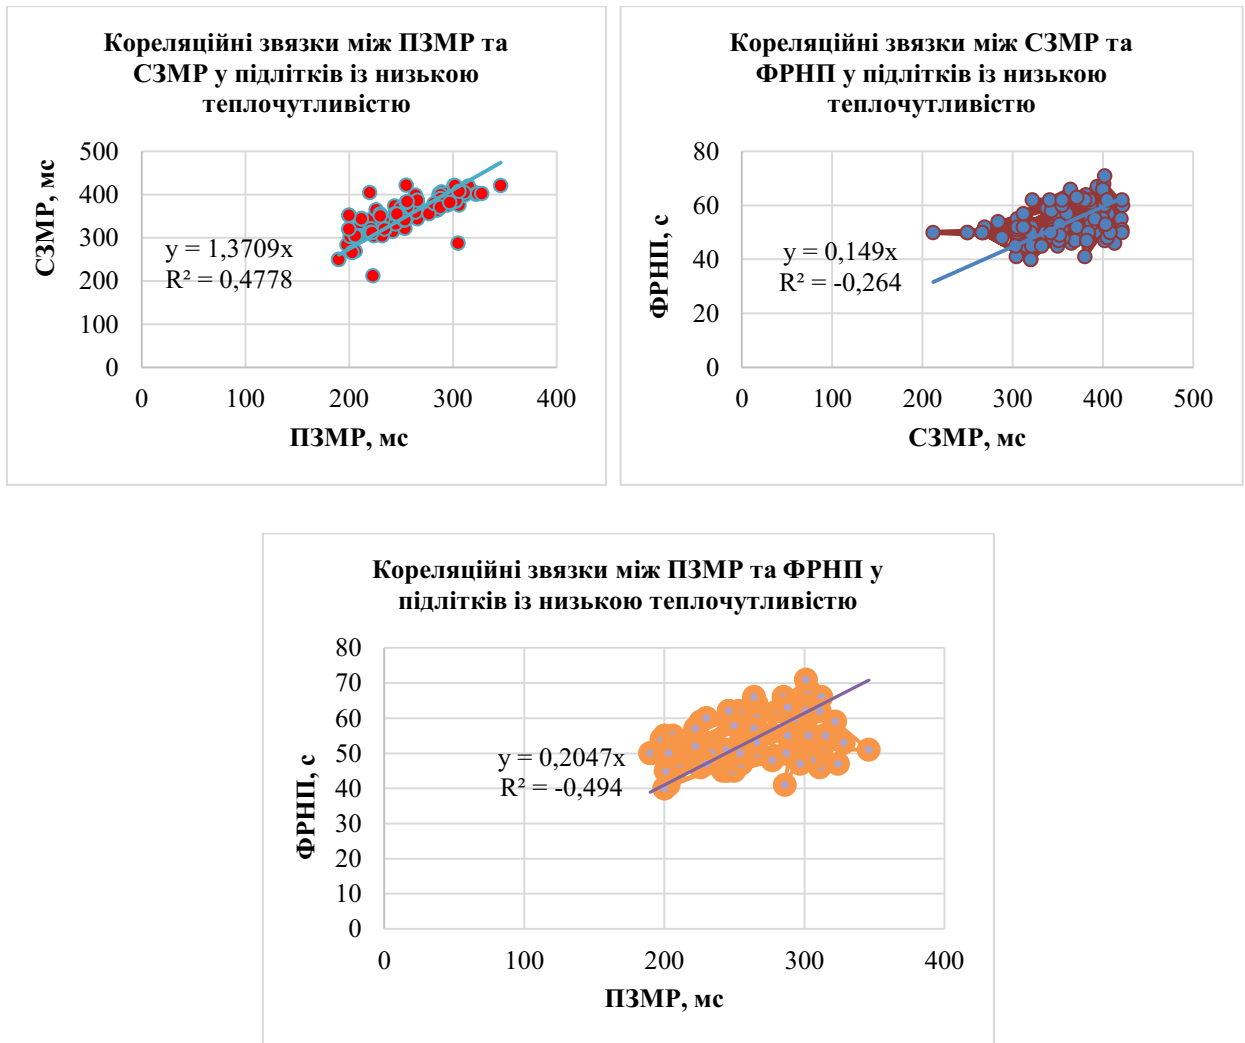 Кореляційні звязки між ПЗМР та
СЗМР у підлітків із низькою
теплочутливістю
СЗМР, мс
500
400
300
200
100
0
y = 1,3709x
R² = 0,4778
0 100 200 300 400
ПЗМР, мс
Кореляційні звязки між СЗМР та
ФРНП у підлітків із низькою
теплочутливістю
ФРНП, с
80
60
40
20
0
y = 0,149x
R² = -0,264
0 100 200 300 400 500
СЗМР, мс
Кореляційні звязки між ПЗМР та ФРНП у
підлітків із низькою теплочутливістю
ФРНП, с
80
70
60
50
40
30
20
10
0
y = 0,2047x
R² = -0,494
0 100 200 300 400
ПЗМР, мс